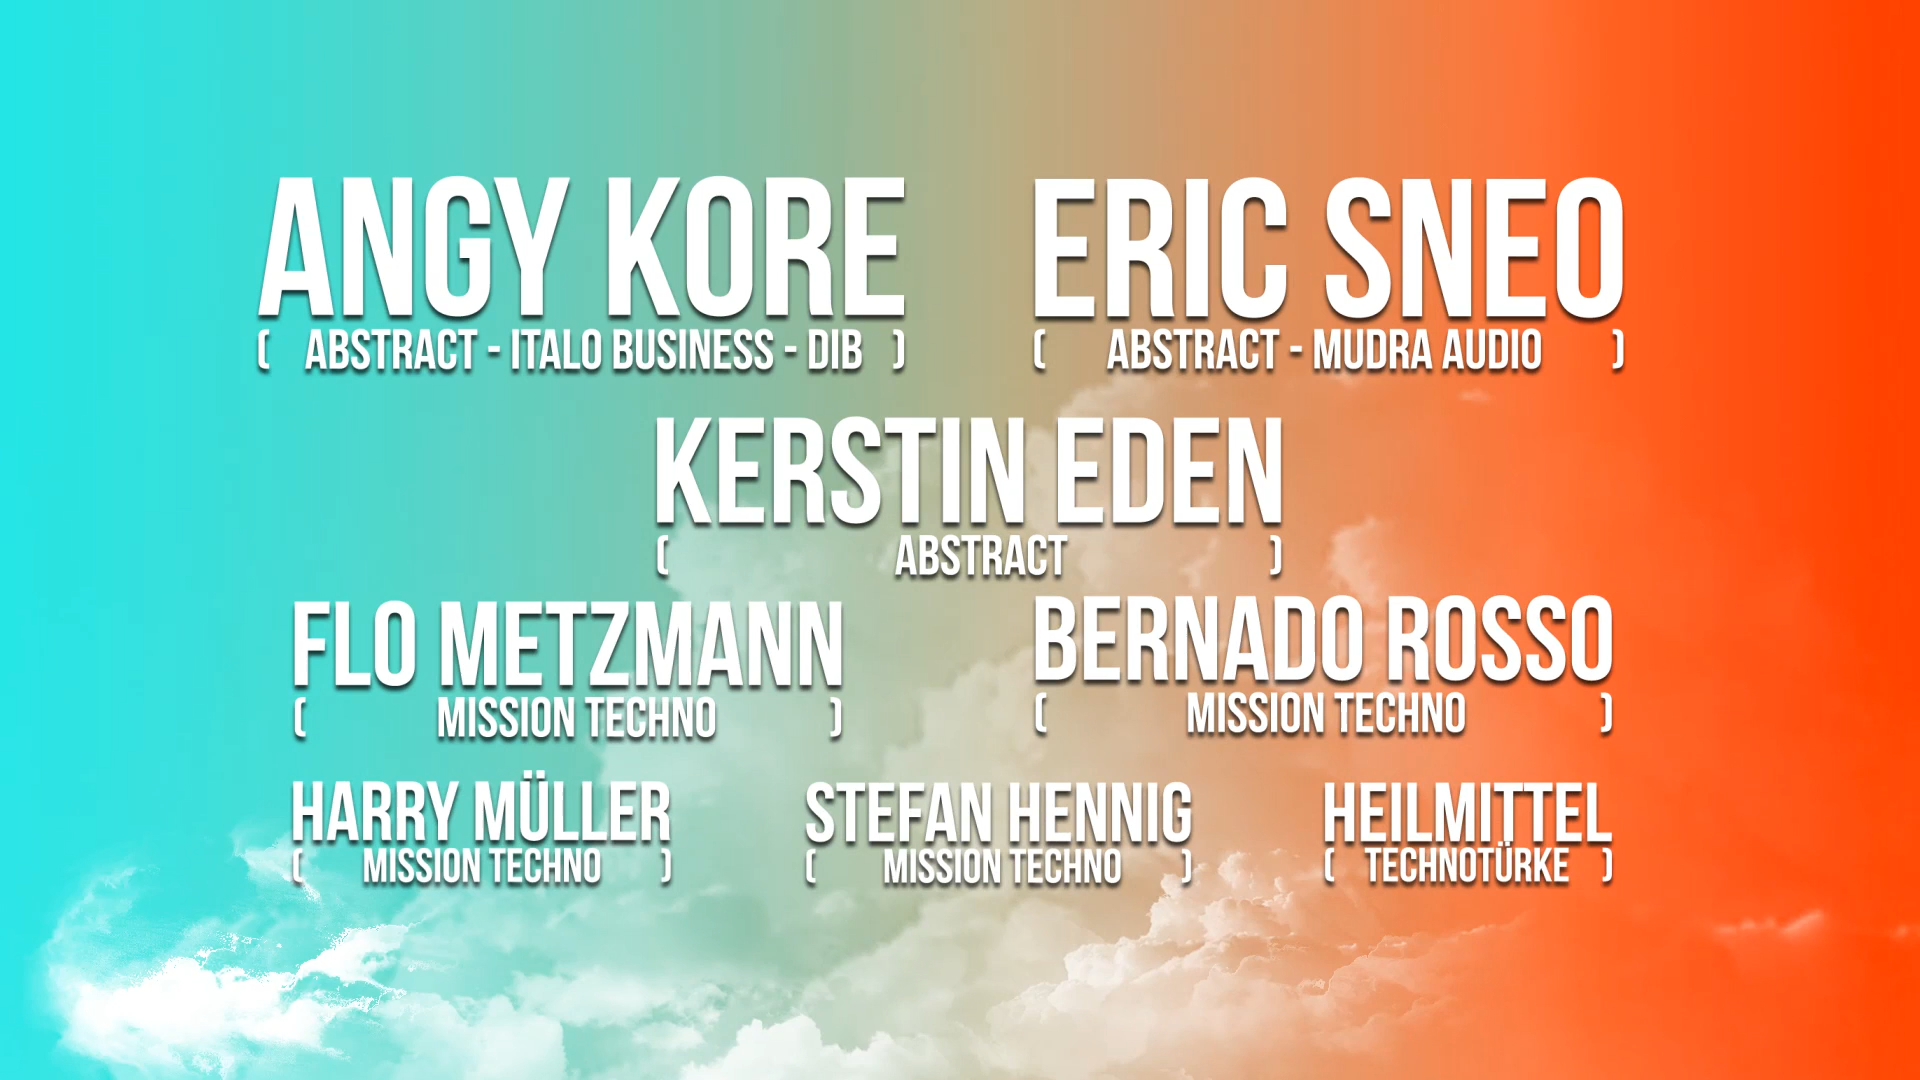 ANGY KORE ERIC SNEO
( ABSTRACT - ITALO BUSINESS - DIB ) ( ABSTRACT - MUDRA AUDIO )
KERSTIN EDEN
( ABSTRACT )
FLO METZMANN BERNADO ROSSO
( MISSION TECHNO ) ( MISSION TECHNO )
HARRY MÜLLER STEFAN HENNIG HEILMITTEL
( MISSION TECHNO ) ( MISSION TECHNO ) ( TECHNOTÜRKE )